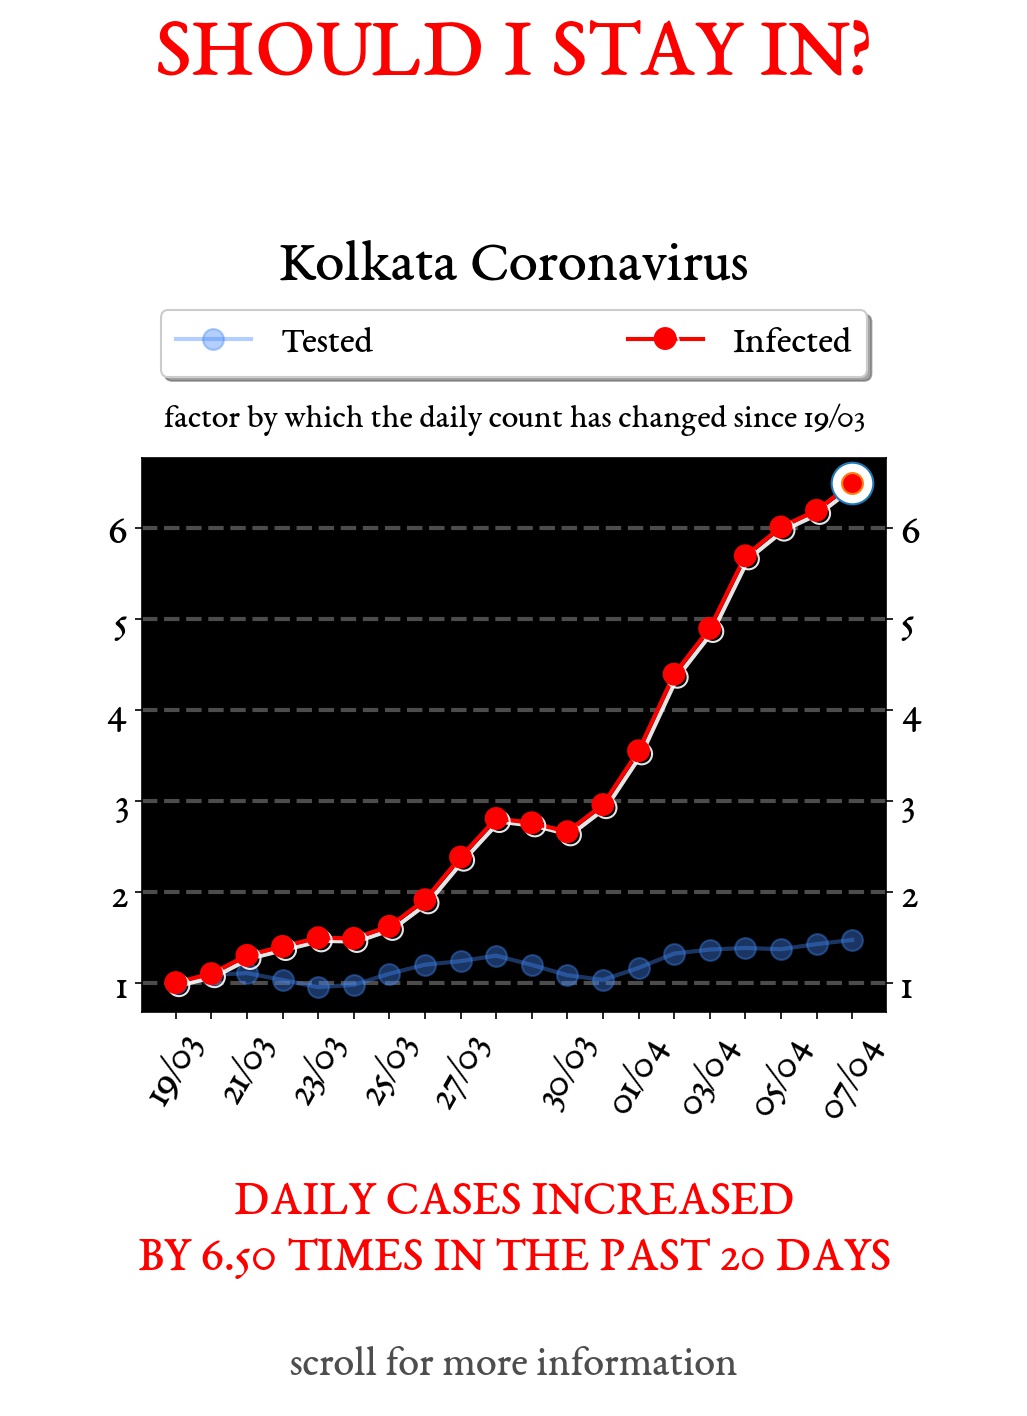 SHOULD I STAY IN?
Kolkata Coronavirus
Tested Infected
factor by which the daily count has changed since 19/03
6 6
5 5
4 4
3 3
2 2
1 1
19/03 21/03 23/03 25/03 27/03 30/03 01/04 03/04 05/04 07/04
DAILY CASES INCREASED
BY 6.50 TIMES IN THE PAST 20 DAYS
scroll for more information